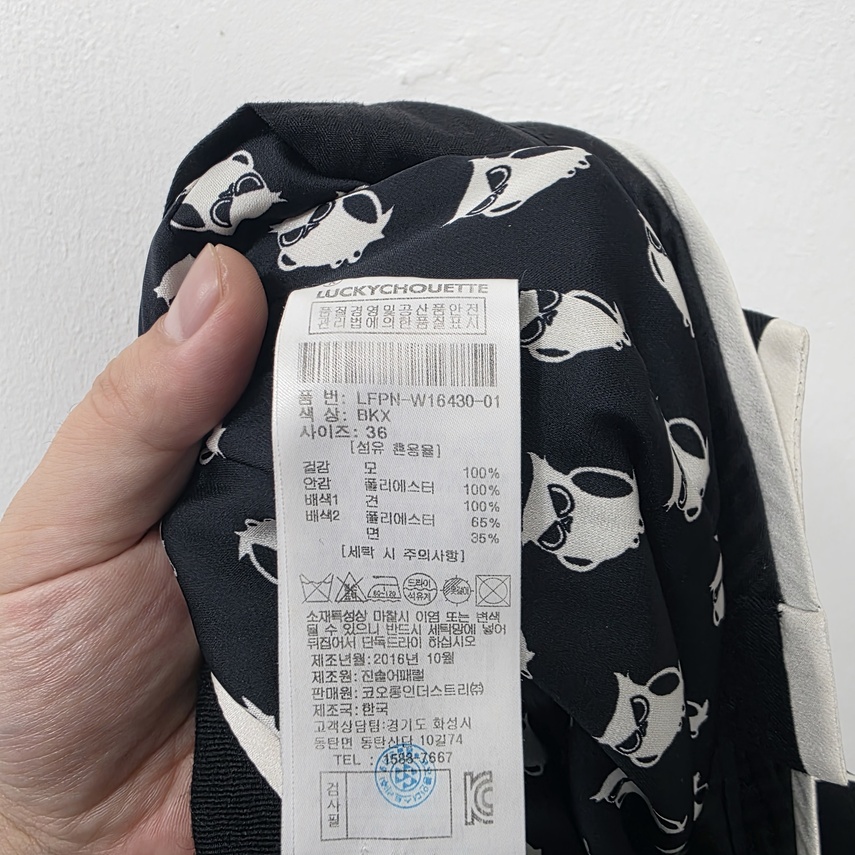 LUCKYCHOUETTE
품질경영및공산품안전
관리법에의한품질표시
품 번: LFPN-W16430-01
색 상: BKX
사이즈: 36
[섬유 혼용율]
겉감 모 100%
안감 폴리에스터 100%
배색1 견 100%
배색2 폴리에스터 65%
면 35%
[세탁 시 주의사항]
드라이
석유계
소재특성상 마찰시 이염 또는 변색
될 수 있으니 반드시 세탁망에 넣어
뒤집어서 단독드라이 하십시오
제조년월:2016년 10월
제조원:진솔어패럴
판매원:코오롱인더스트리㈜
제조국:한국
고객상담팀:경기도 화성시
동탄면 동탄산단 10길74
TEL : 1588-7667
검사필